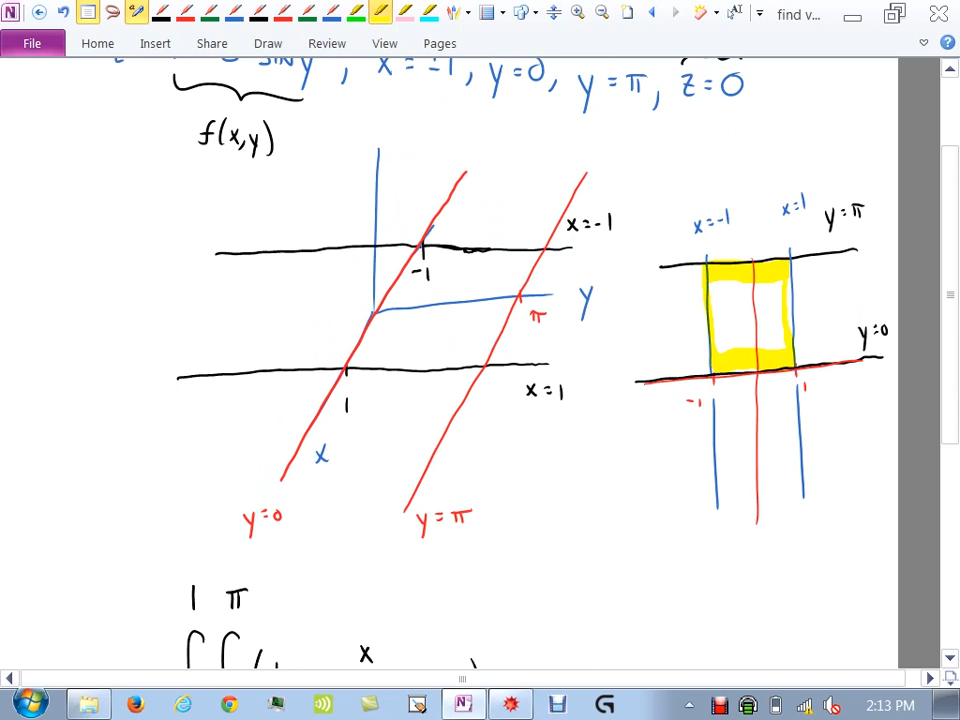 find v...
File Home Insert Share Draw Review View Pages
sin y , x = ±1, y=0, y = π, z = 0
f(x,y)
x=-1
x=1
y=π
x=-1
-1
y
π
y=0
x=1
-1
1
1
x
y=0
y=π
1 π
∫ ∫
x
2:13 PM